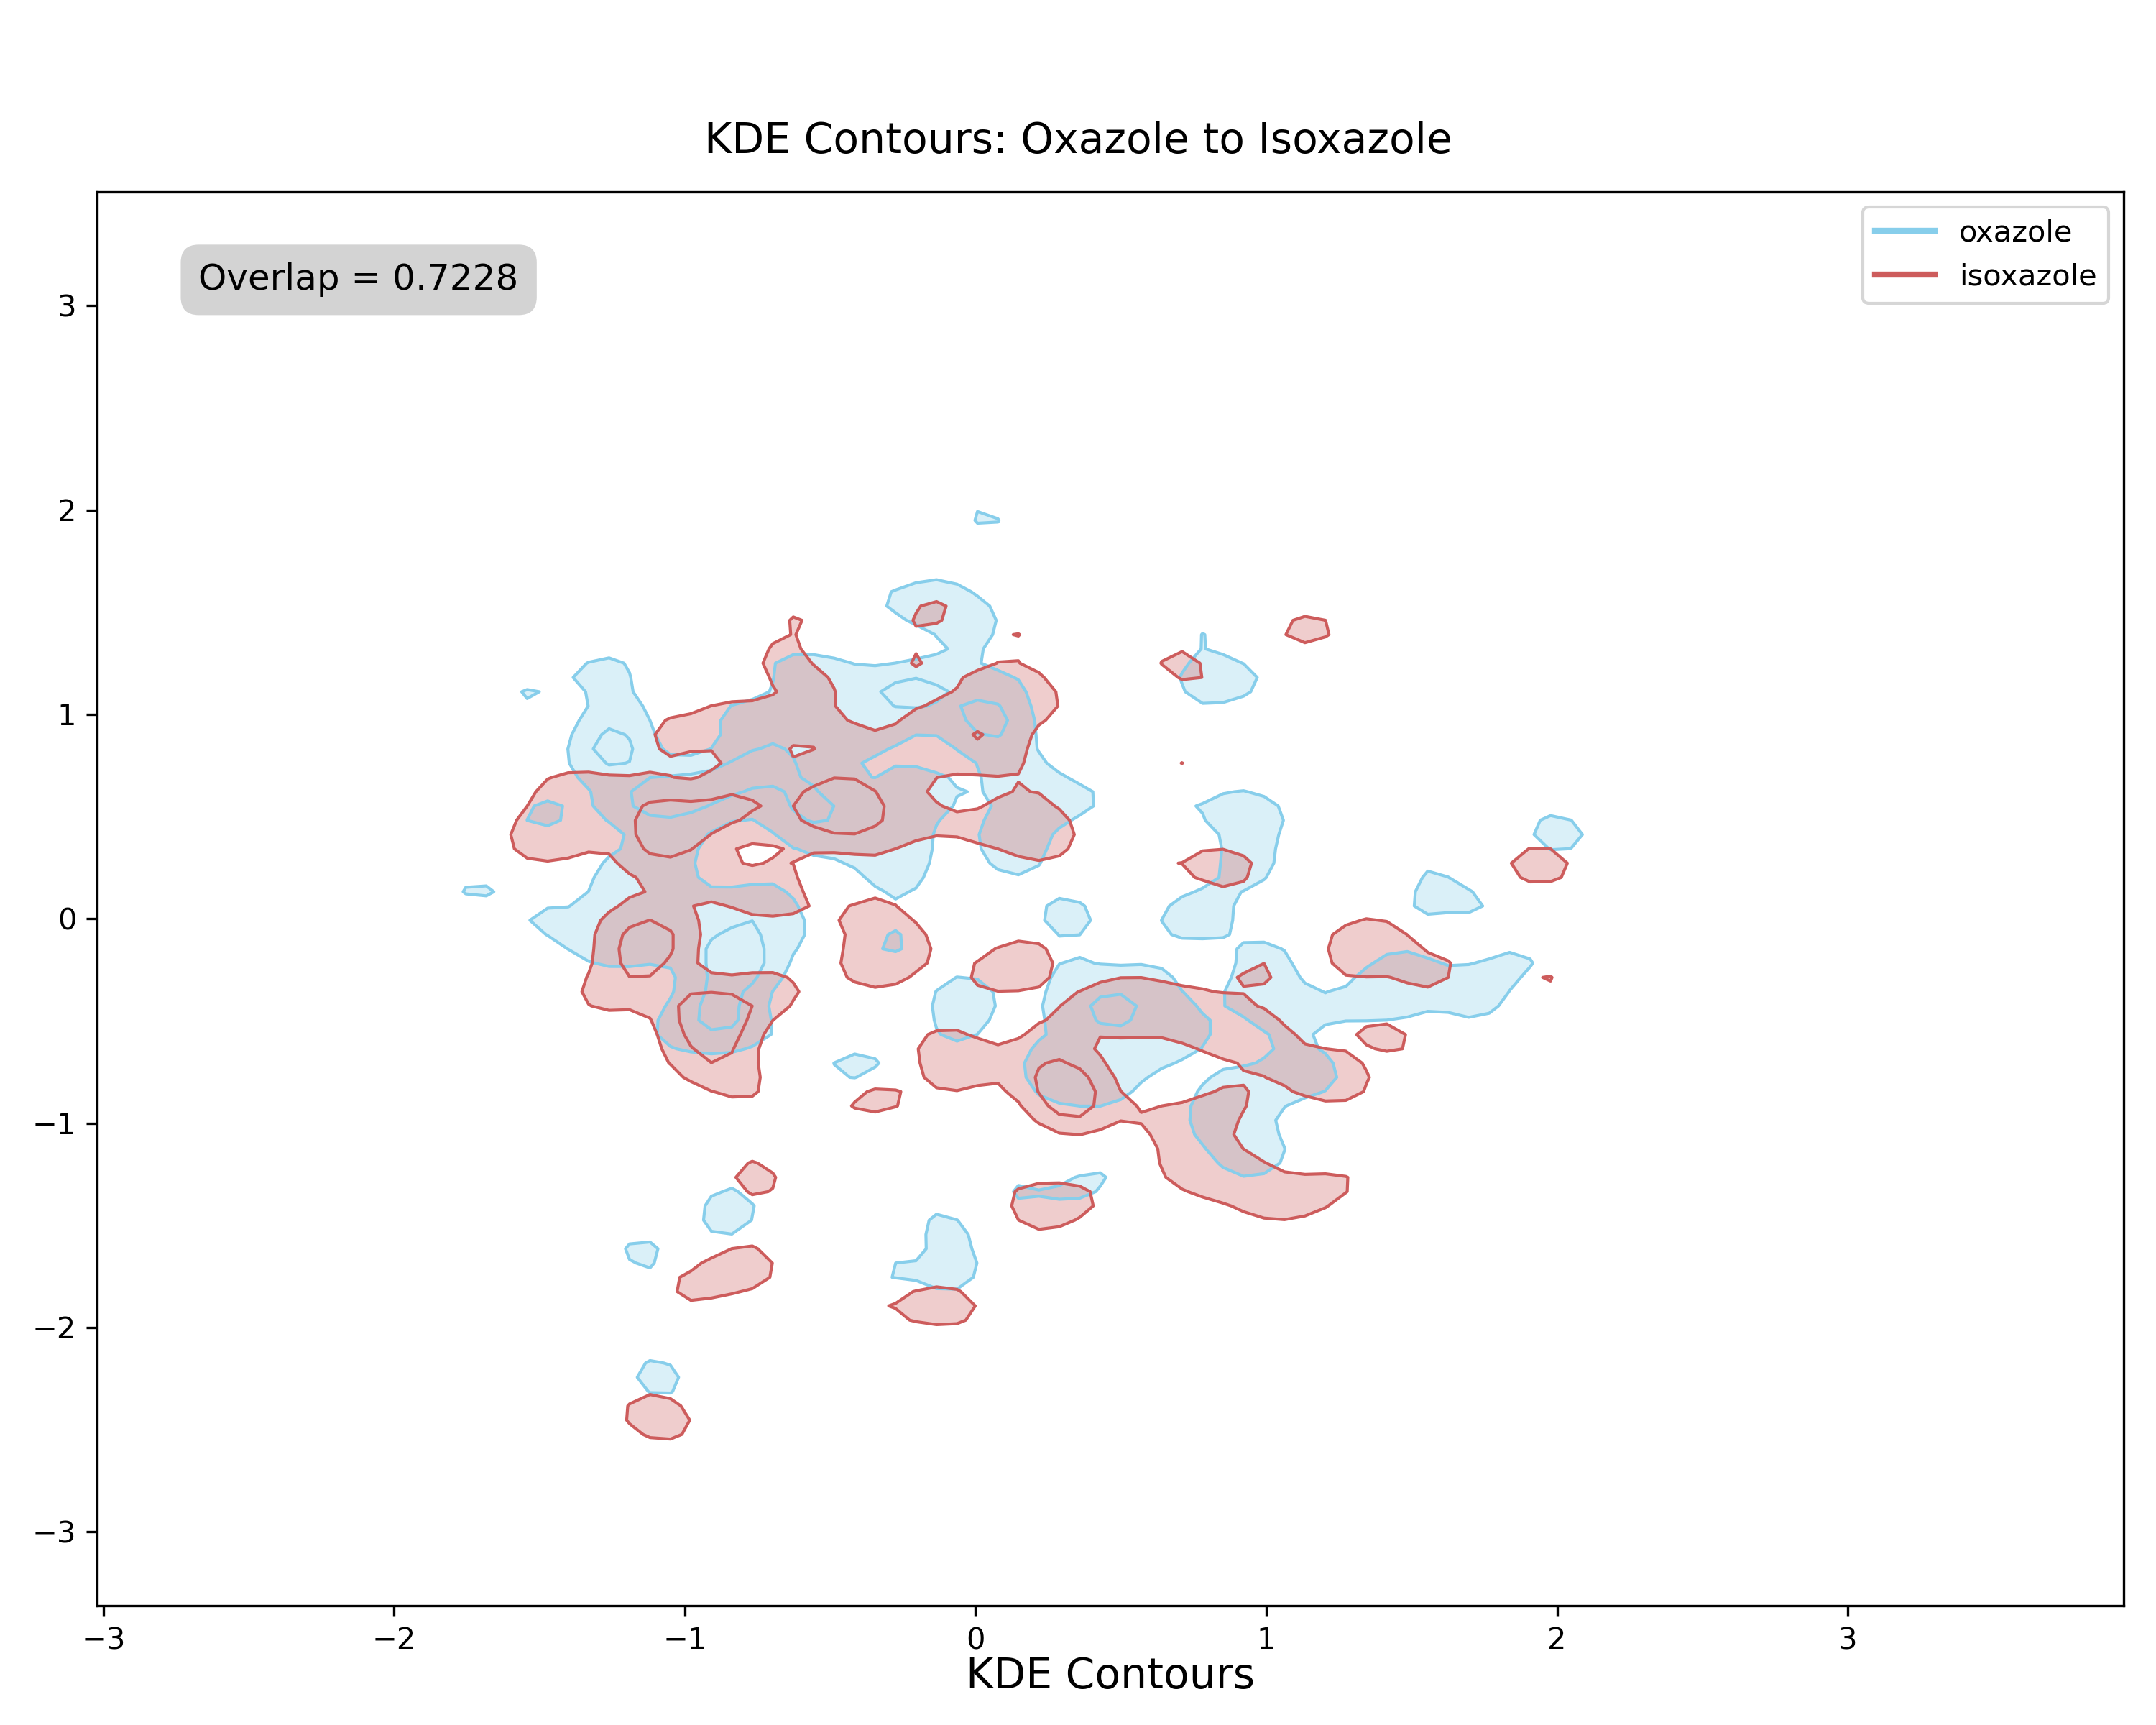 KDE Contours: Oxazole to Isoxazole
Overlap = 0.7228
oxazole
isoxazole
3
2
1
0
−1
−2
−3
−3 −2 −1 0 1 2 3
KDE Contours